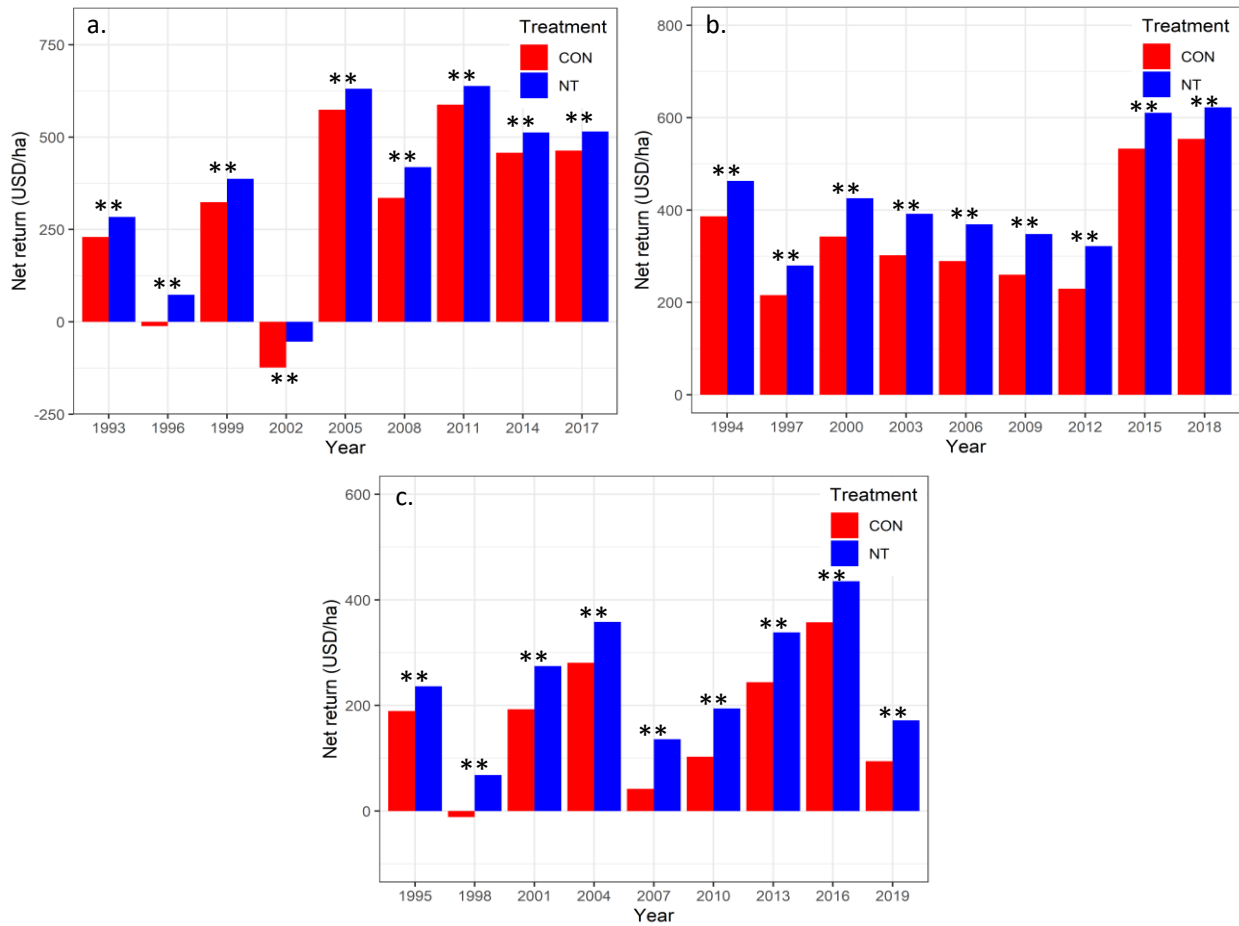 a.
Treatment
CON
NT
Net return (USD/ha)
750
500
250
0
-250
** ** ** ** ** ** ** ** **
1993 1996 1999 2002 2005 2008 2011 2014 2017
Year
b.
Treatment
CON
NT
Net return (USD/ha)
800
600
400
200
0
** ** ** ** ** ** ** ** **
1994 1997 2000 2003 2006 2009 2012 2015 2018
Year
c.
Treatment
CON
NT
Net return (USD/ha)
600
400
200
0
** ** ** ** ** ** ** ** **
1995 1998 2001 2004 2007 2010 2013 2016 2019
Year